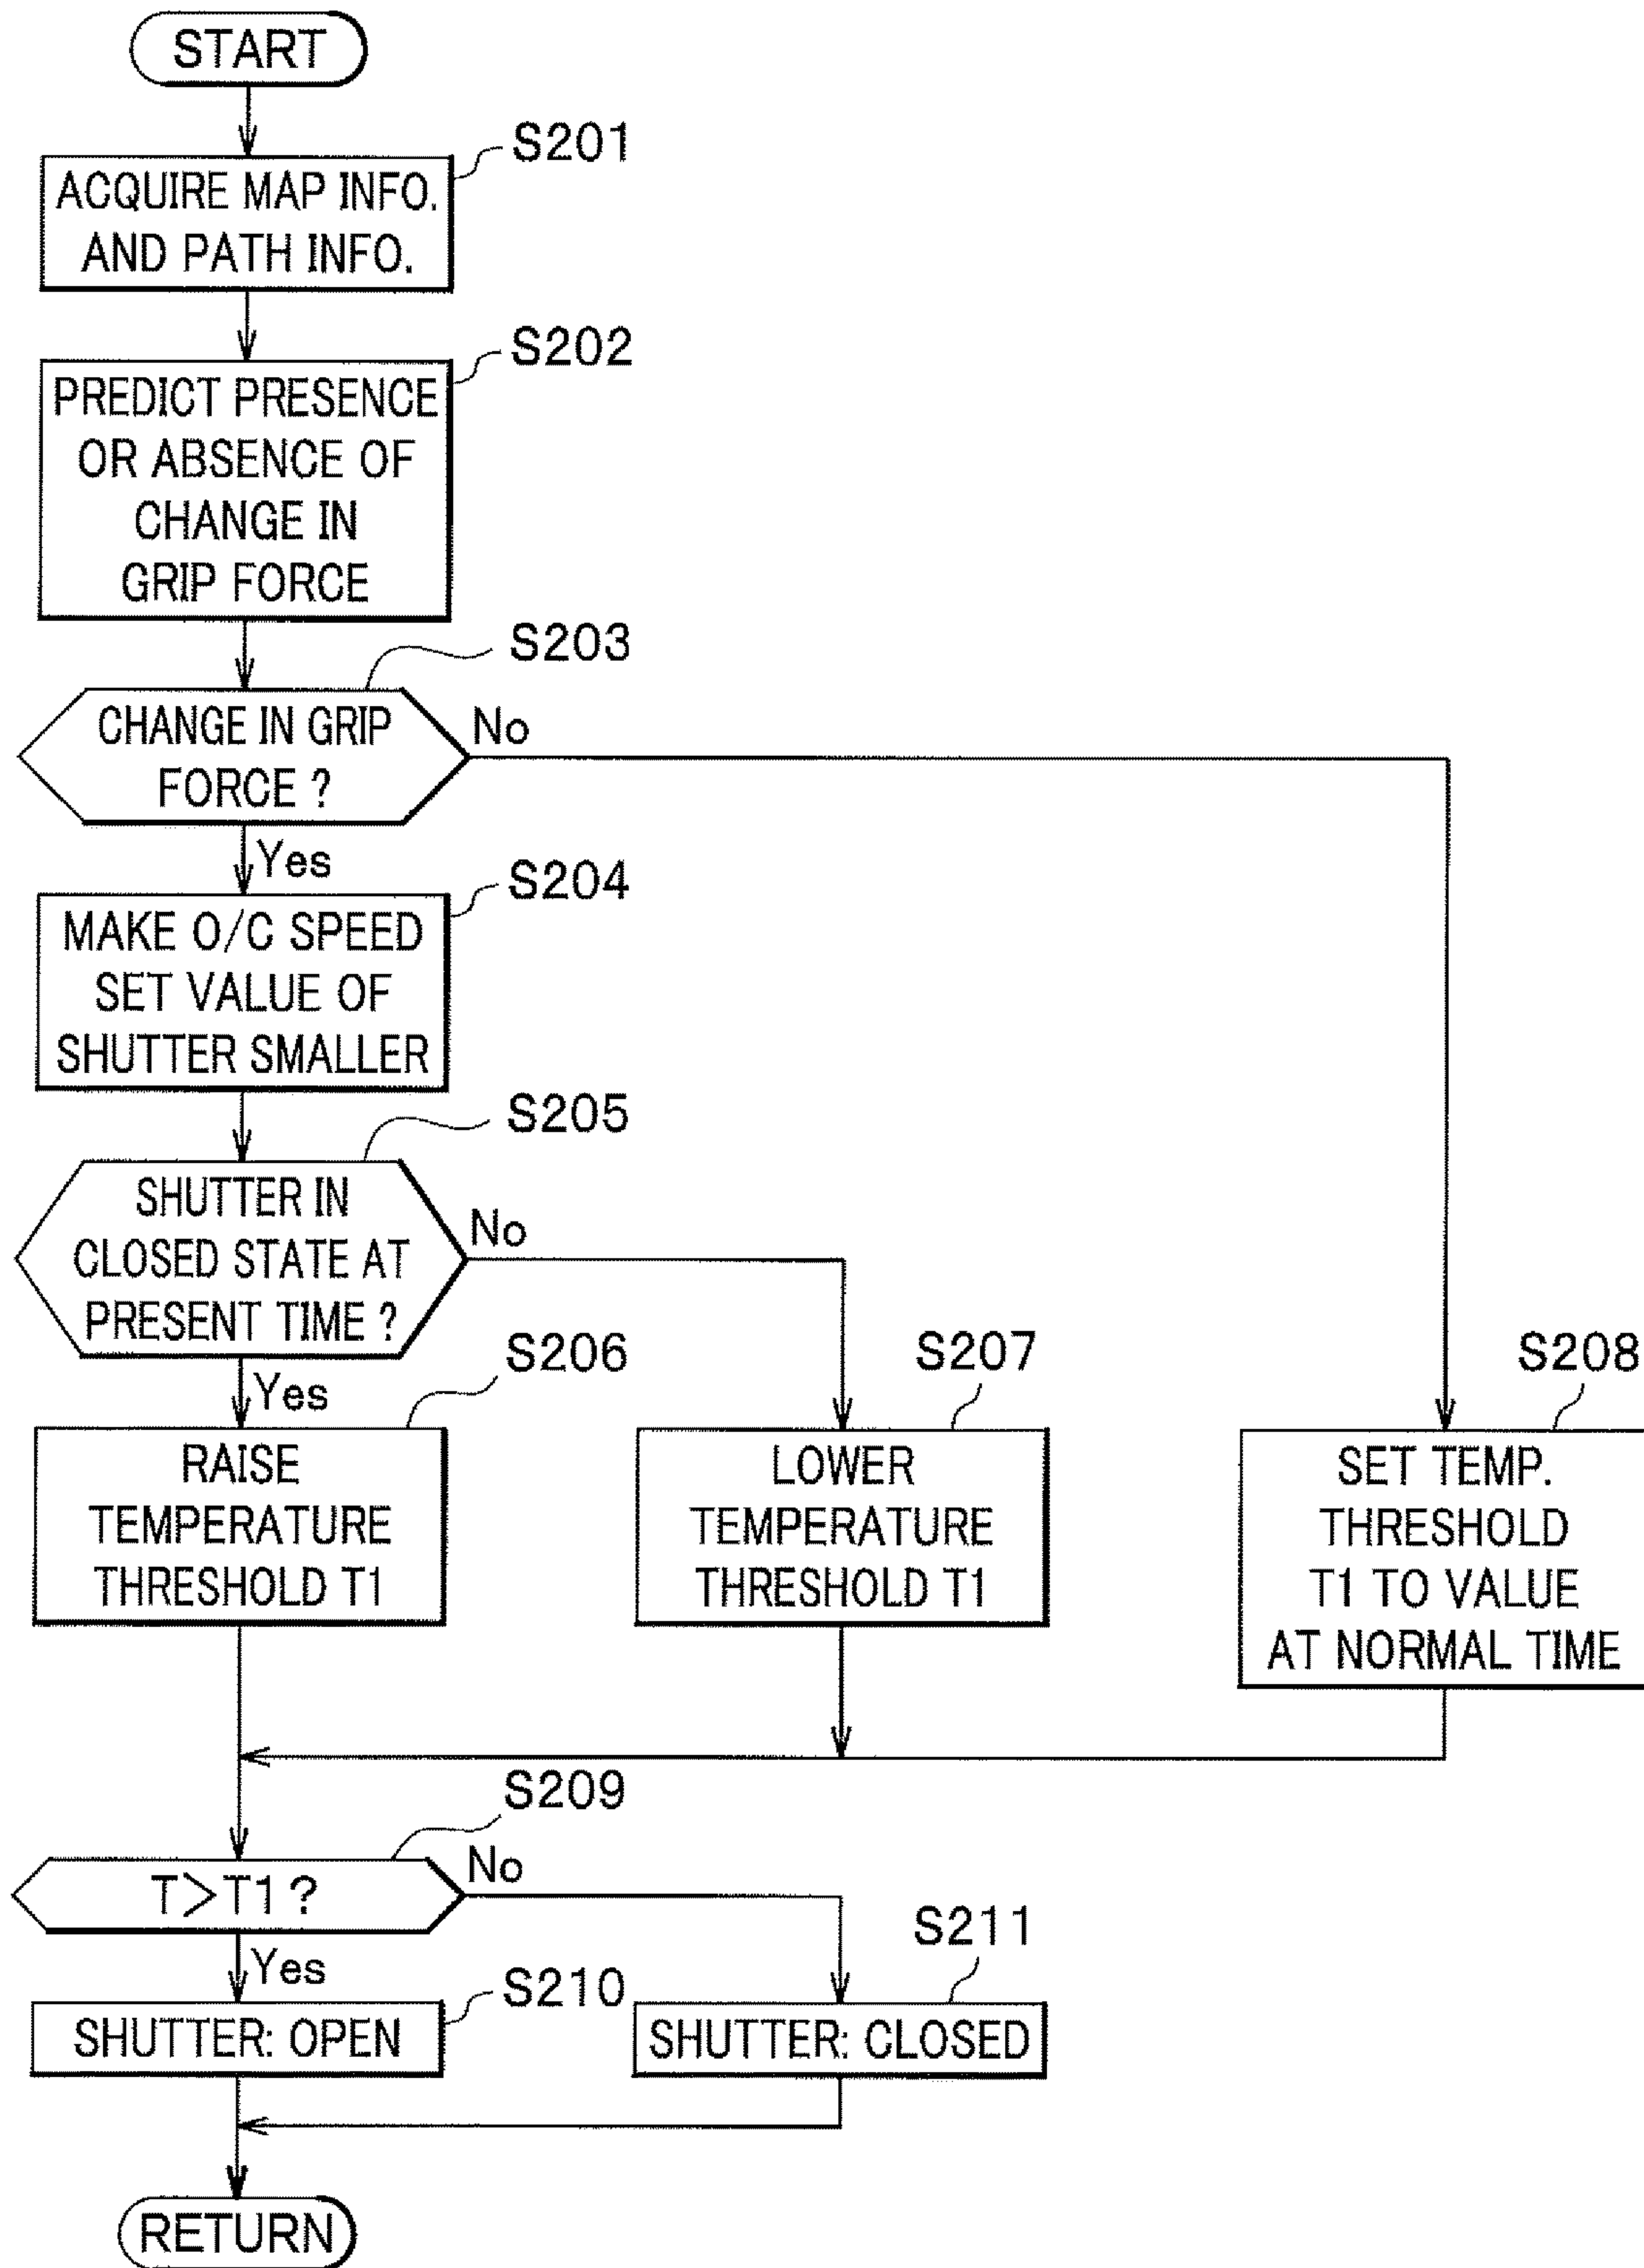 START
S201
ACQUIRE MAP INFO.
AND PATH INFO.
S202
PREDICT PRESENCE
OR ABSENCE OF
CHANGE IN
GRIP FORCE
S203
CHANGE IN GRIP
FORCE ?
No
Yes
S204
MAKE O/C SPEED
SET VALUE OF
SHUTTER SMALLER
S205
SHUTTER IN
CLOSED STATE AT
PRESENT TIME ?
No
Yes
S206
RAISE
TEMPERATURE
THRESHOLD T1
S207
LOWER
TEMPERATURE
THRESHOLD T1
S208
SET TEMP.
THRESHOLD
T1 TO VALUE
AT NORMAL TIME
S209
T>T1 ?
No
Yes
S210
SHUTTER: OPEN
S211
SHUTTER: CLOSED
RETURN